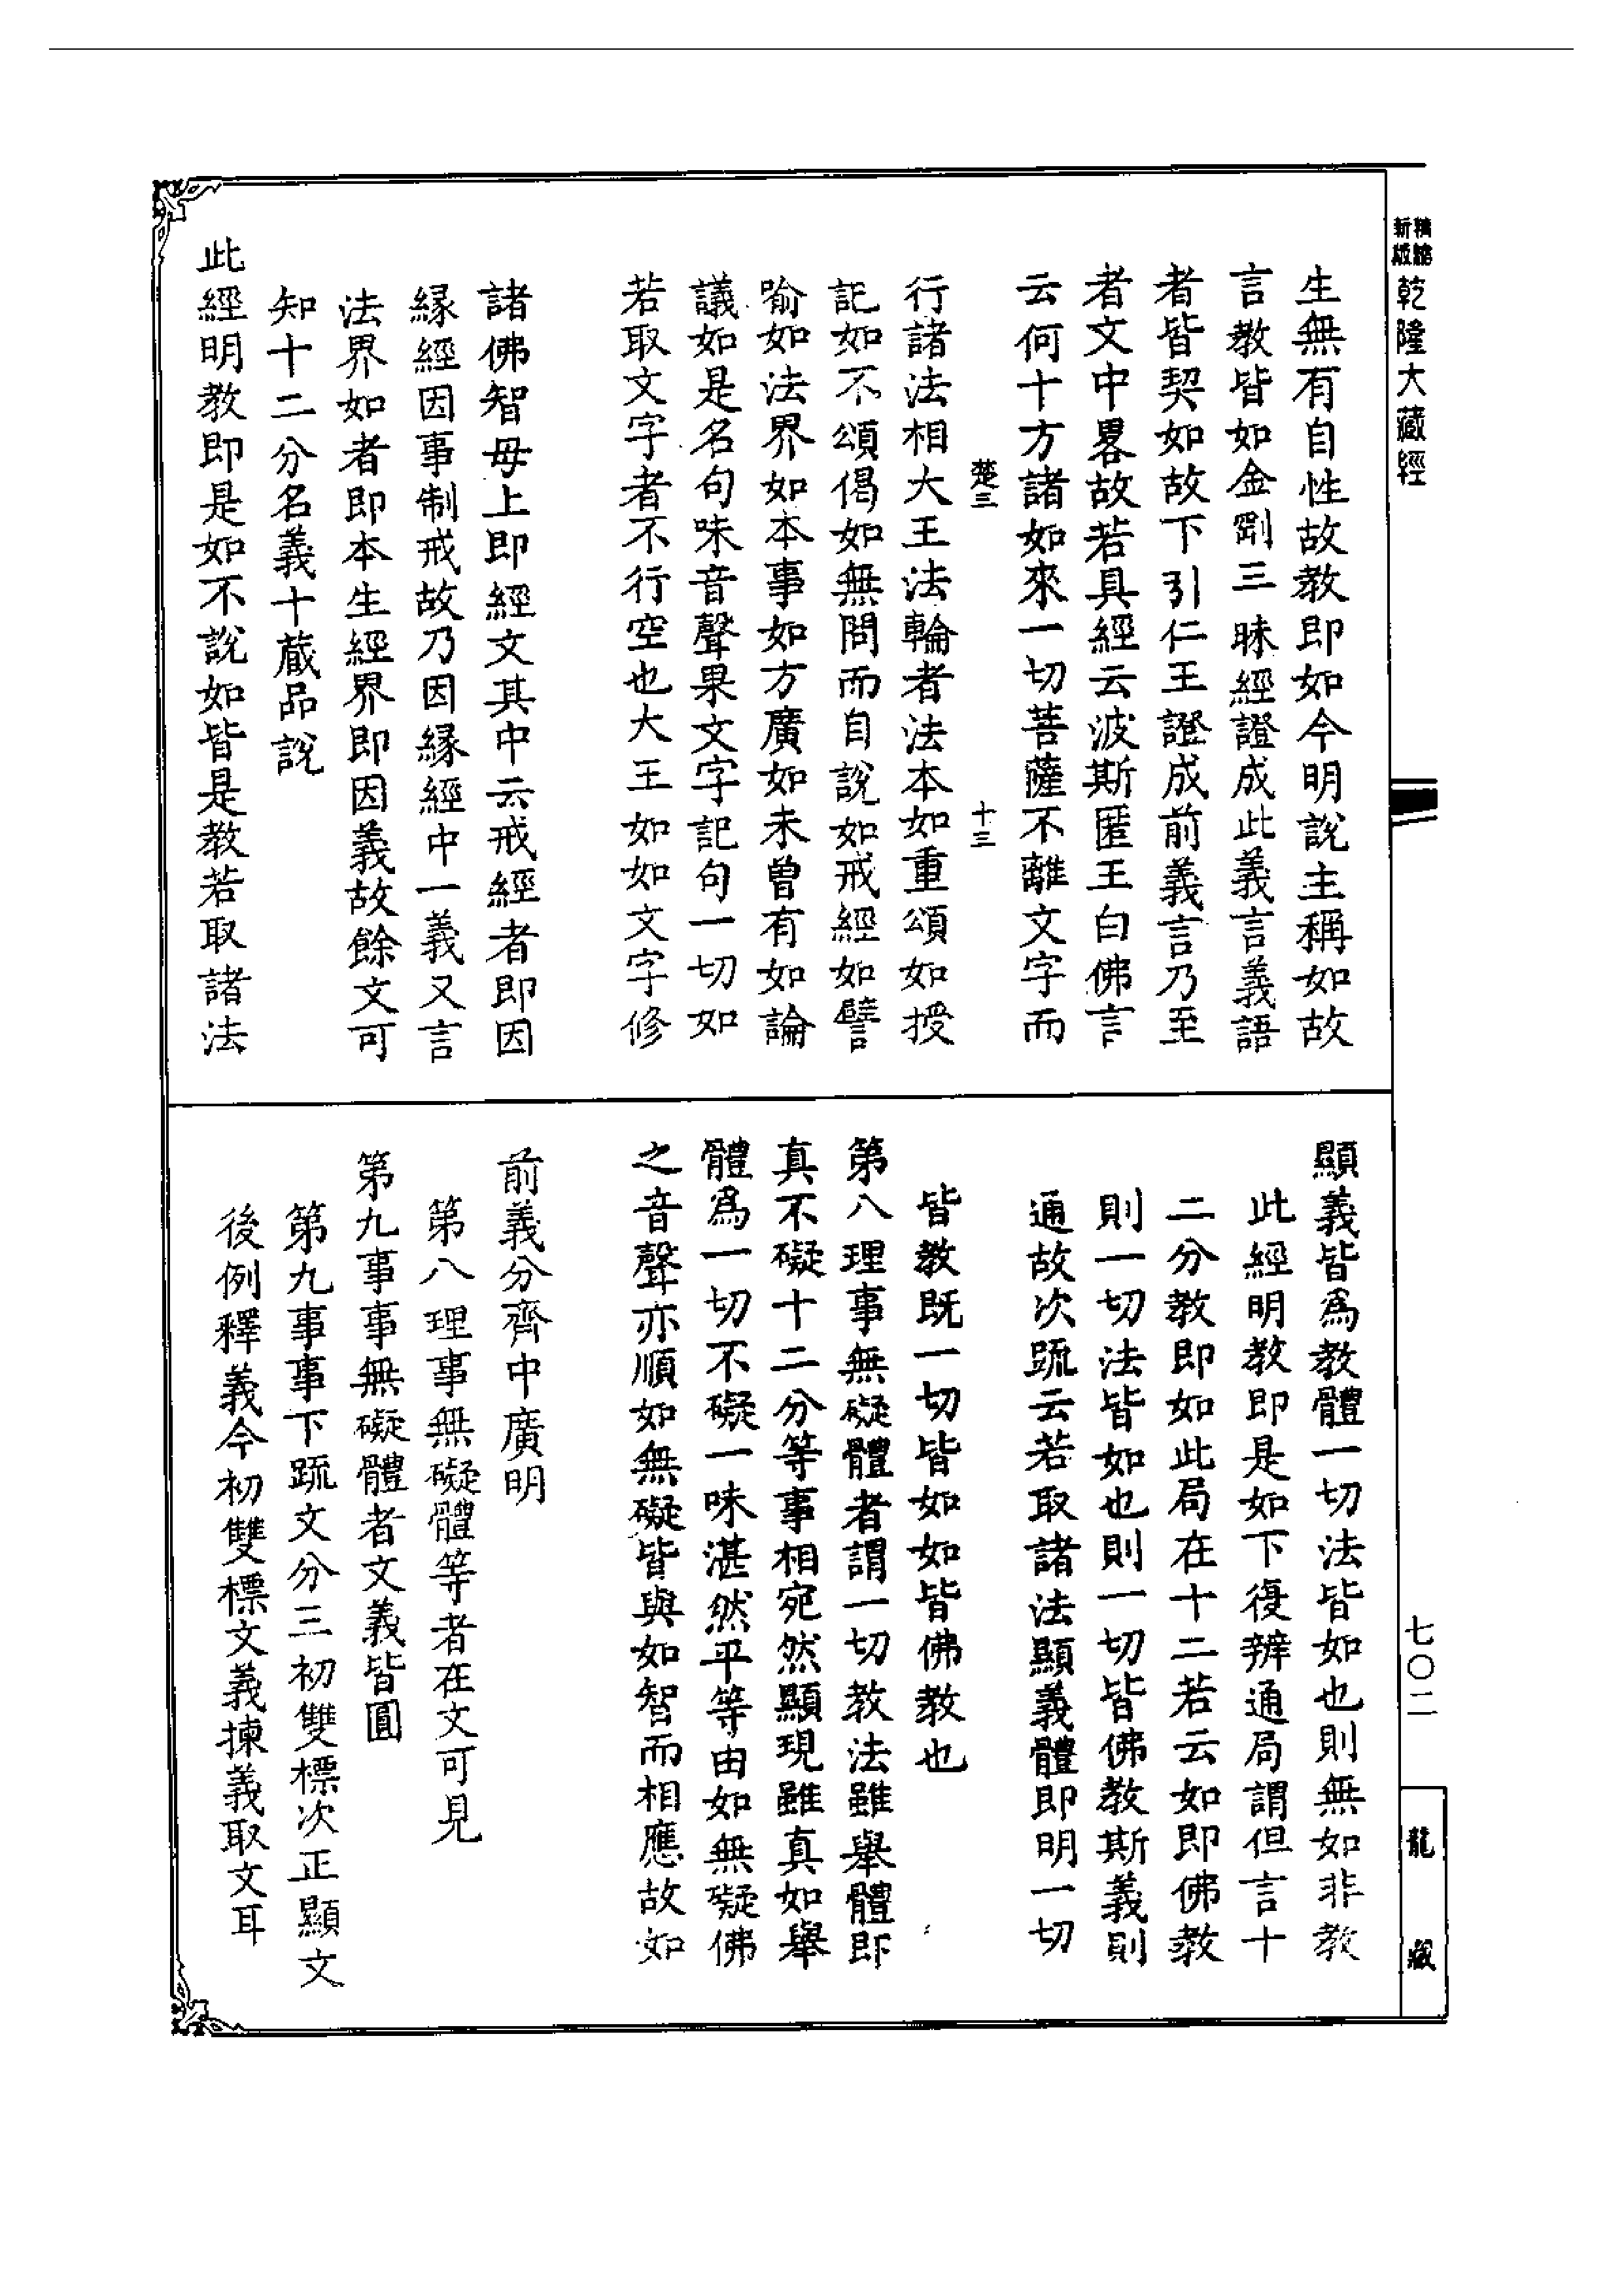 精縮
新版
乾隆大藏經
生無有自性故教即如今明說主稱如故
言教皆如金剛三昧經證成此義言義語
者皆契如故下引仁王證成前義言乃至
者文中畧故若具經云波斯匿王白佛言
云何十方諸如來一切菩薩不離文字而
楚三
十三
行諸法相大王法輪者法本如重頌如授
記如不頌偈如無問而自說如戒經如譬
喻如法界如本事如方廣如未曾有如論
議如是名句味音聲果文字記句一切如
若取文字者不行空也大王如如文字修
諸佛智母上即經文其中云戒經者即因
緣經因事制戒故乃因緣經中一義又言
法界如者即本生經界即因義故餘文可
知十二分名義十藏品說
此經明教即是如不說如皆是教若取諸法
顯義皆為教體一切法皆如也則無如非教
此經明教即是如下復辨通局謂但言十
二分教即如此局在十二若云如即佛教
則一切法皆如也則一切皆佛教斯義則
通故次疏云若取諸法顯義體即明一切
皆教既一切皆如如皆佛教也
第八理事無礙體者謂一切教法雖舉體即
真不礙十二分等事相宛然顯現雖真如舉
體為一切不礙一味湛然平等由如無礙佛
之音聲亦順如無礙皆與如智而相應故如
前義分齊中廣明
第八理事無礙體等者在文可見
第九事事無礙體者文義皆圓
第九事事下疏文分三初雙標次正顯文
後例釋義今初雙標文義揀義取文耳
七〇二
龍藏